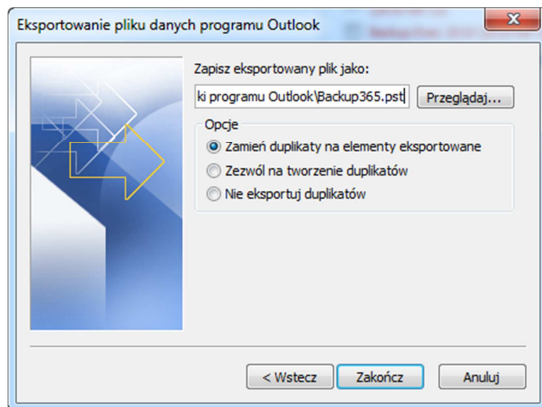 Eksportowanie pliku danych programu Outlook
Zapisz eksportowany plik jako:
ki programu Outlook\Backup365.pst
Przeglądaj...
Opcje
Zamień duplikaty na elementy eksportowane
Zezwól na tworzenie duplikatów
Nie eksportuj duplikatów
< Wstecz
Zakończ
Anuluj